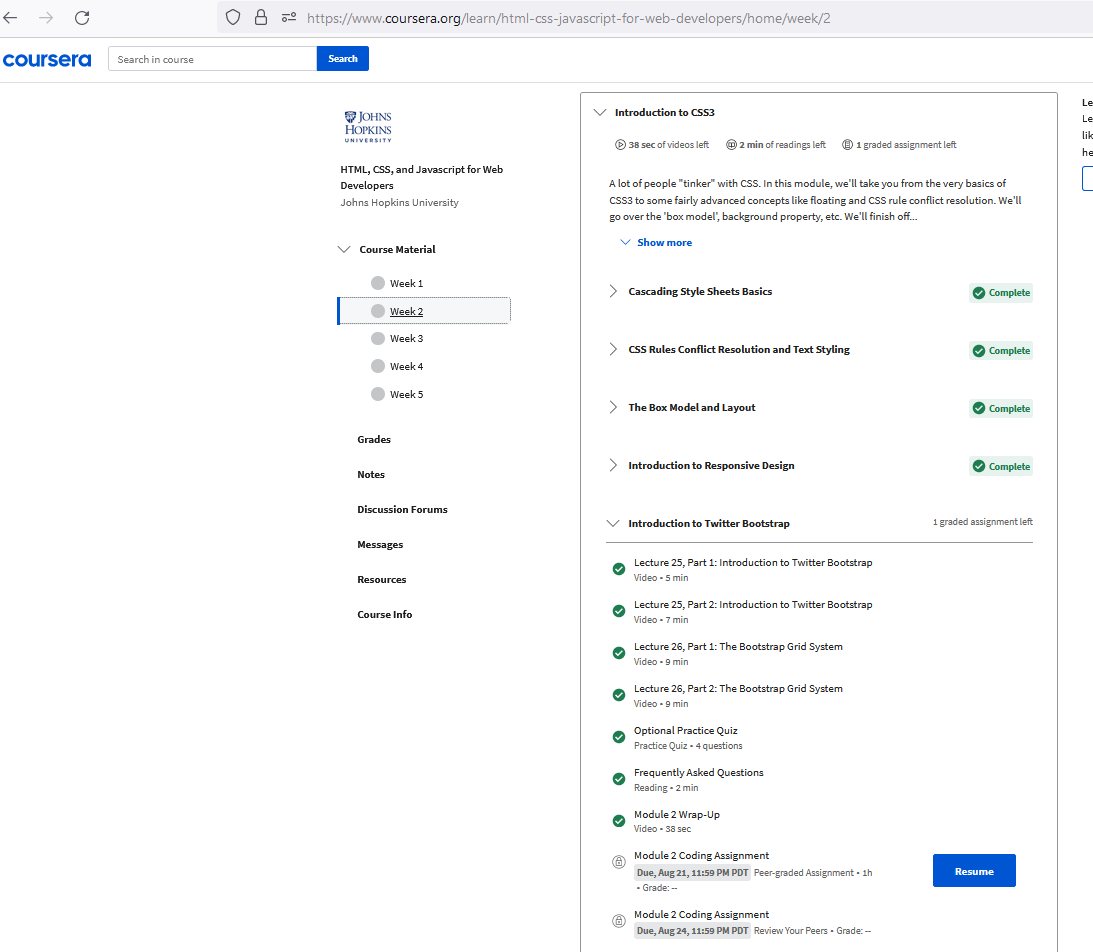 https://www.coursera.org/learn/html-css-javascript-for-web-developers/home/week/2
coursera
Search in course
Search
JOHNS
HOPKINS
UNIVERSITY
HTML, CSS, and Javascript for Web
Developers
Johns Hopkins University
Course Material
Week 1
Week 2
Week 3
Week 4
Week 5
Grades
Notes
Discussion Forums
Messages
Resources
Course Info
Introduction to CSS3
38 sec of videos left
2 min of readings left
1 graded assignment left
A lot of people "tinker" with CSS. In this module, we'll take you from the very basics of
CSS3 to some fairly advanced concepts like floating and CSS rule conflict resolution. We'll
go over the 'box model', background property, etc. We'll finish off...
Show more
Cascading Style Sheets Basics
Complete
CSS Rules Conflict Resolution and Text Styling
Complete
The Box Model and Layout
Complete
Introduction to Responsive Design
Complete
Introduction to Twitter Bootstrap
1 graded assignment left
Lecture 25, Part 1: Introduction to Twitter Bootstrap
Video • 5 min
Lecture 25, Part 2: Introduction to Twitter Bootstrap
Video • 7 min
Lecture 26, Part 1: The Bootstrap Grid System
Video • 9 min
Lecture 26, Part 2: The Bootstrap Grid System
Video • 9 min
Optional Practice Quiz
Practice Quiz • 4 questions
Frequently Asked Questions
Reading • 2 min
Module 2 Wrap-Up
Video • 38 sec
Module 2 Coding Assignment
Due, Aug 21, 11:59 PM PDT Peer-graded Assignment • 1h
• Grade: --
Resume
Module 2 Coding Assignment
Due, Aug 24, 11:59 PM PDT Review Your Peers • Grade: --
Le
Le
lik
he